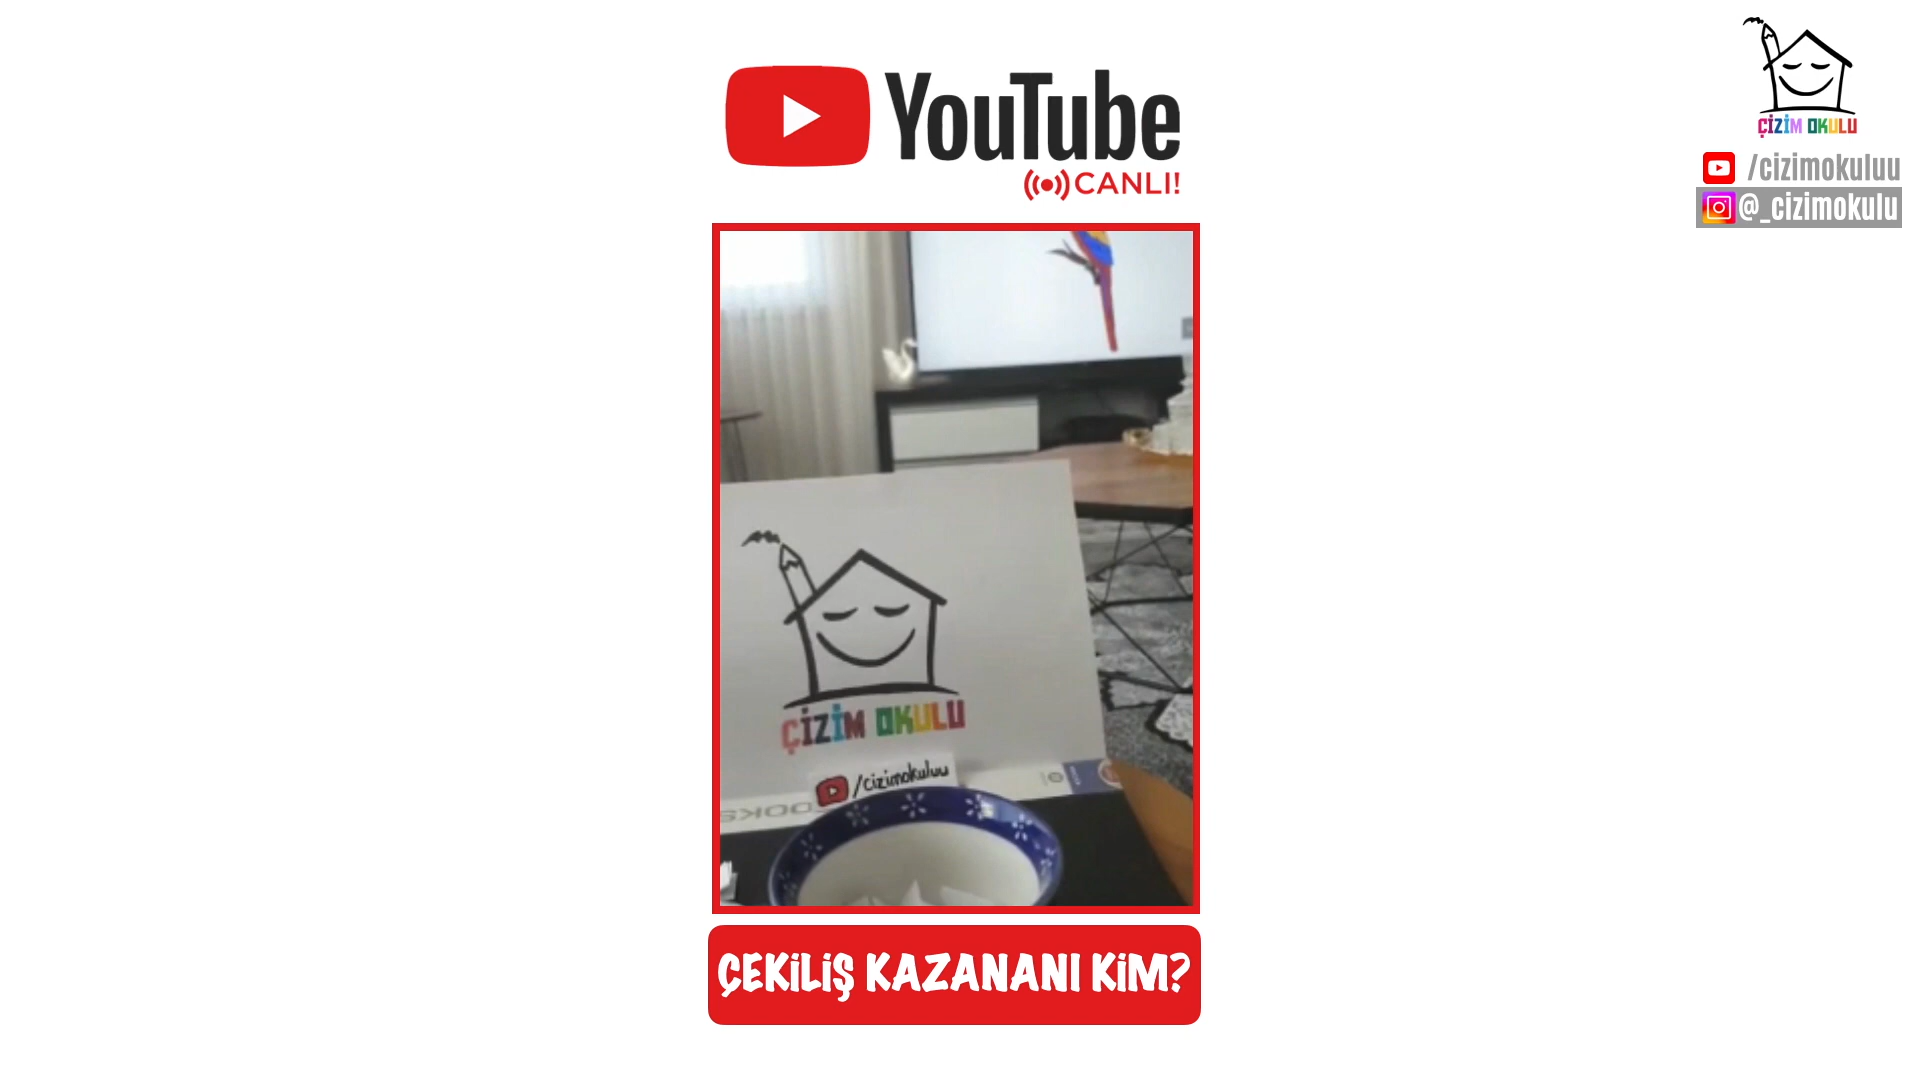 YouTube
CANLI!
ÇİZİM OKULU
/cizimokuluu
@_cizimokulu
ÇİZİM OKULU
/cizimokuluu
ÇEKİLİŞ KAZANANI KİM?